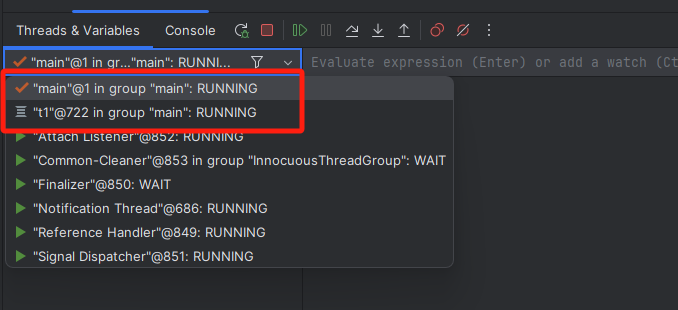 Threads & Variables Console
"main"@1 in gr..."main": RUNNI... Evaluate expression (Enter) or add a watch (Ct
"main"@1 in group "main": RUNNING
"t1"@722 in group "main": RUNNING
"Attach Listener"@852: RUNNING
"Common-Cleaner"@853 in group "InnocuousThreadGroup": WAIT
"Finalizer"@850: WAIT
"Notification Thread"@686: RUNNING
"Reference Handler"@849: RUNNING
"Signal Dispatcher"@851: RUNNING